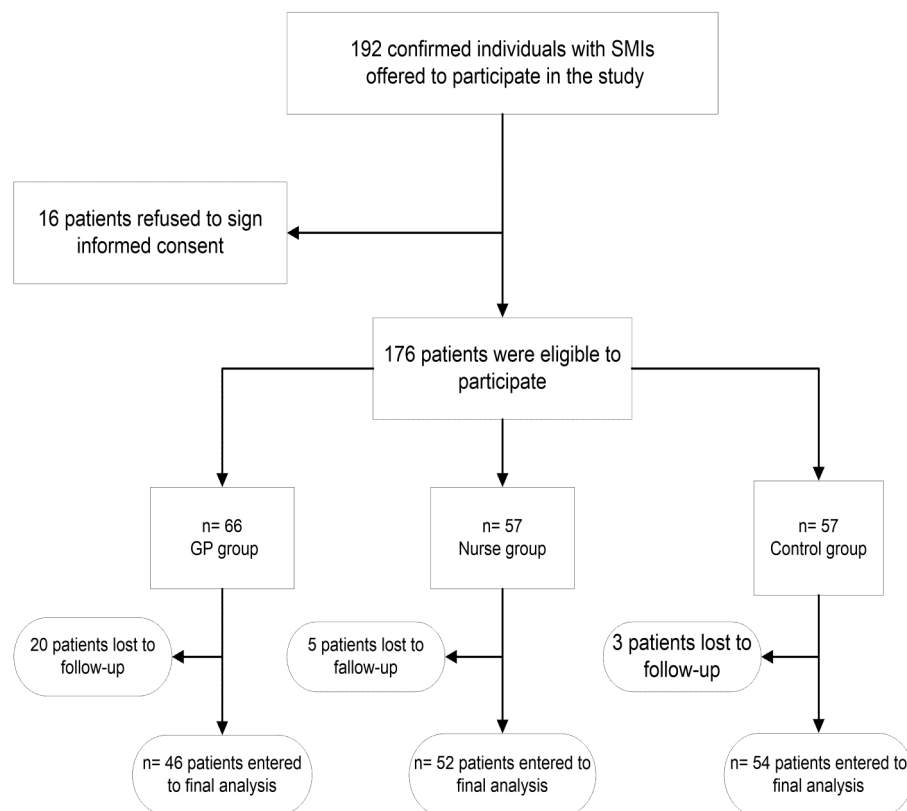 192 confirmed individuals with SMIs
offered to participate in the study
16 patients refused to sign
informed consent
176 patients were eligible to
participate
n= 66
GP group
n= 57
Nurse group
n= 57
Control group
20 patients lost to
follow-up
5 patients lost to
fallow-up
3 patients lost to
follow-up
n= 46 patients entered
to final analysis
n= 52 patients entered to
final analysis
n= 54 patients entered to
final analysis